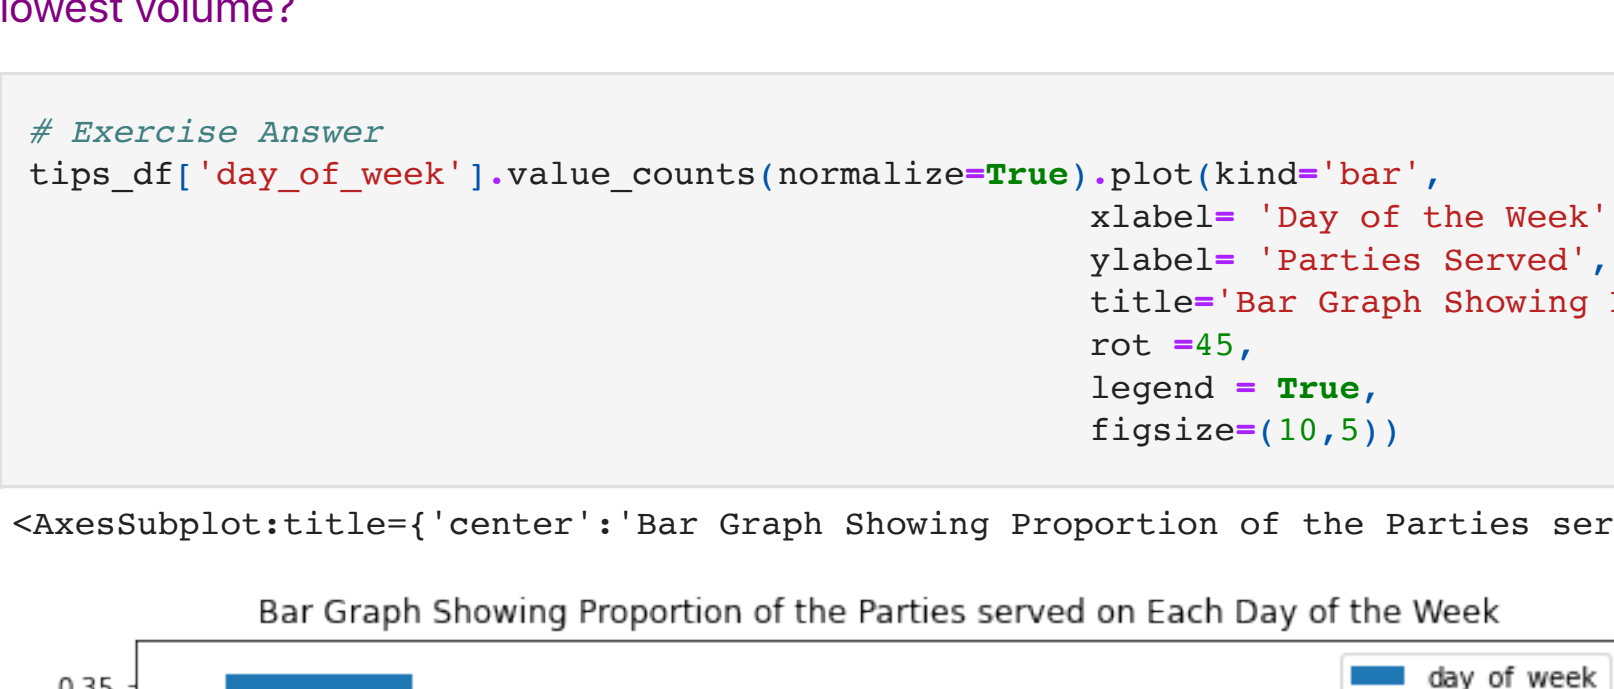 lowest volume?
# Exercise Answer
tips_df['day_of_week'].value_counts(normalize=True).plot(kind='bar',
xlabel= 'Day of the Week'
ylabel= 'Parties Served',
title='Bar Graph Showing
rot =45,
legend = True,
figsize=(10,5))
<AxesSubplot:title={'center':'Bar Graph Showing Proportion of the Parties ser
Bar Graph Showing Proportion of the Parties served on Each Day of the Week
0.35
day_of_week